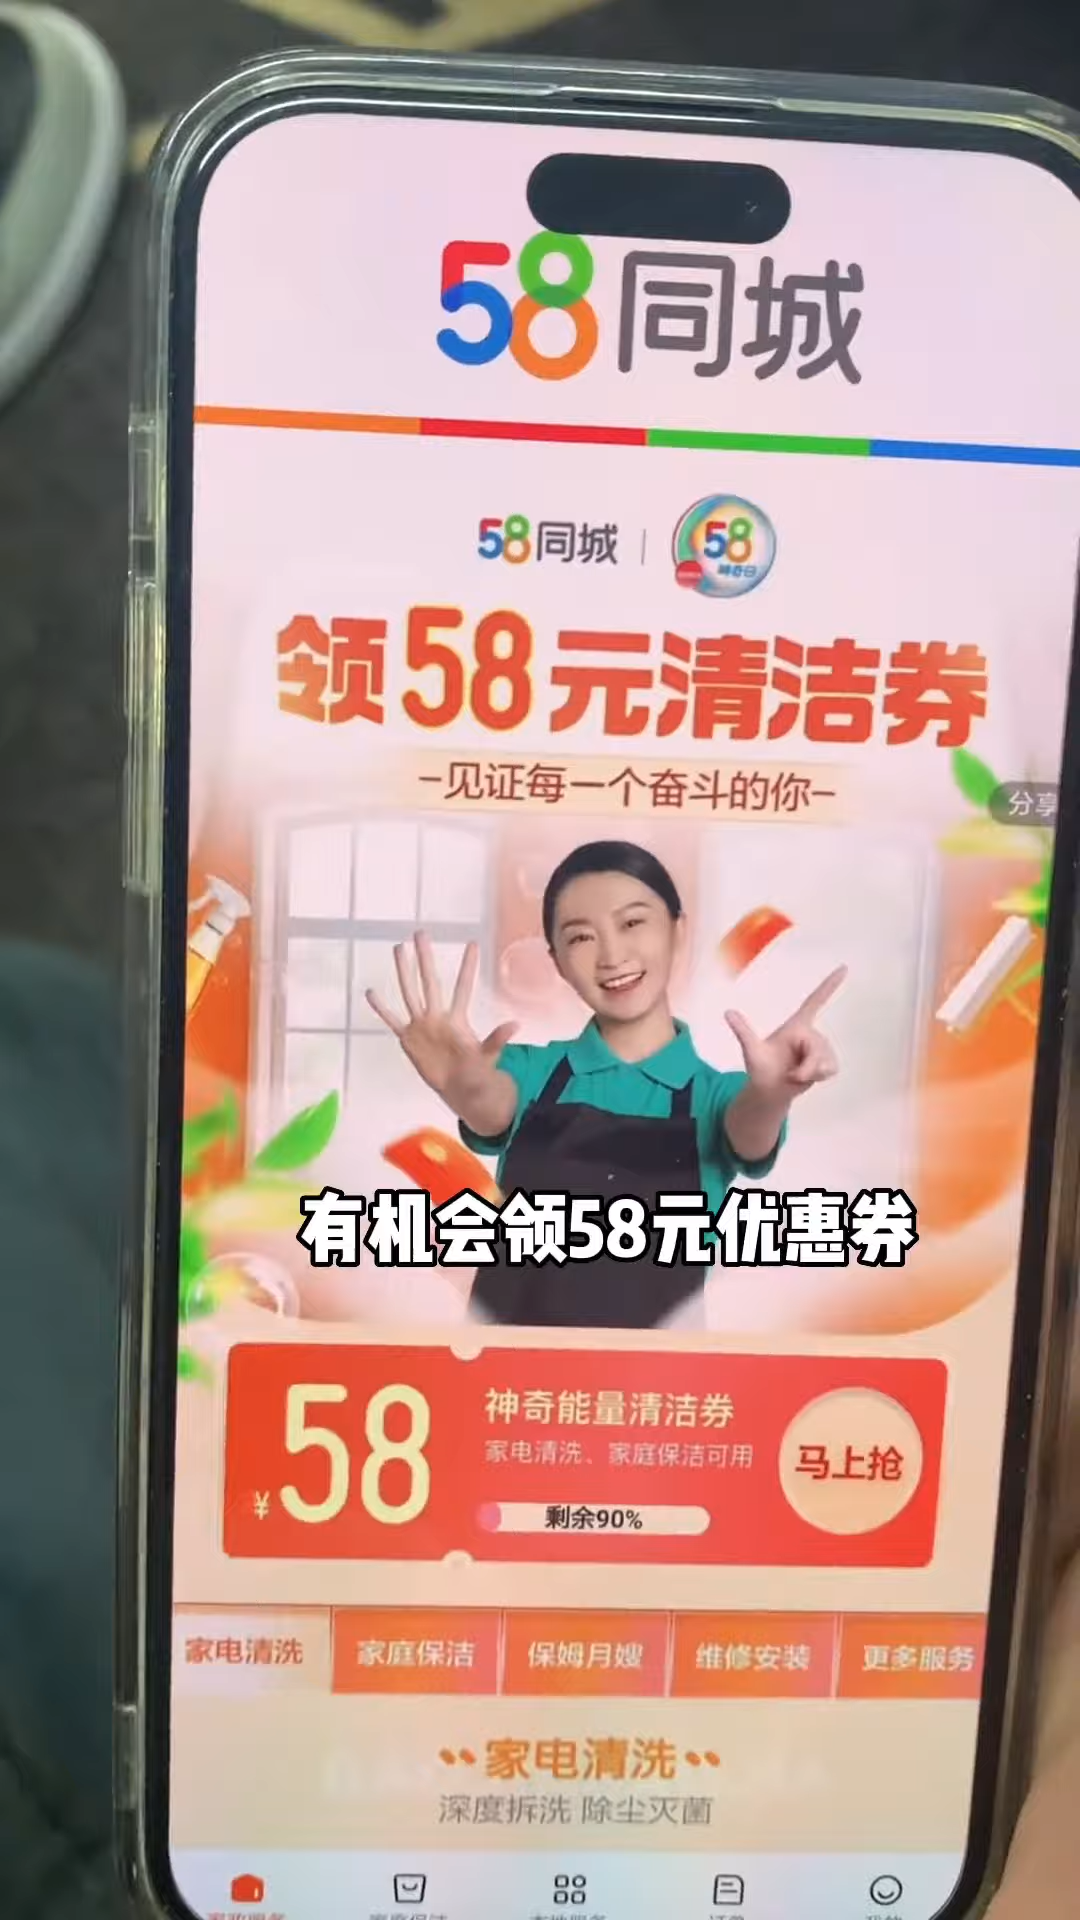 58同城
58同城
58
神奇日
领58元清洁券
—见证每一个奋斗的你—
分享
有机会领58元优惠券
¥58
神奇能量清洁券
家电清洗、家庭保洁可用
剩余90%
马上抢
家电清洗
家庭保洁
保姆月嫂
维修安装
更多服务
家电清洗
深度拆洗 除尘灭菌